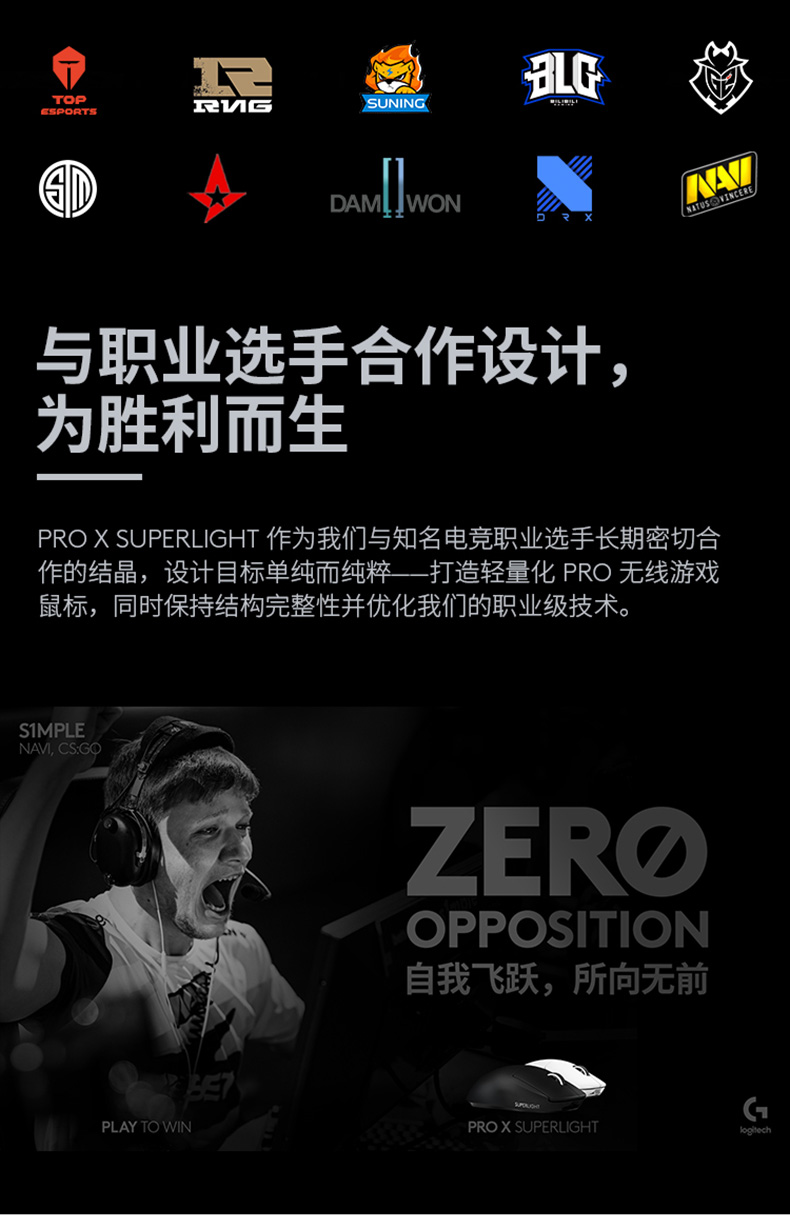 TOP
ESPORTS
RNG
SUNING
BLG
BILIBILI
GAMING
TSM
DAMWON
DRX
NAVI
NATUS VINCERE
与职业选手合作设计，
为胜利而生
PRO X SUPERLIGHT 作为我们与知名电竞职业选手长期密切合
作的结晶，设计目标单纯而纯粹——打造轻量化 PRO 无线游戏
鼠标，同时保持结构完整性并优化我们的职业级技术。
S1MPLE
NAVI, CS:GO
ZERO
OPPOSITION
自我飞跃，所向无前
SUPERLIGHT
PLAY TO WIN
PRO X SUPERLIGHT
G
logitech